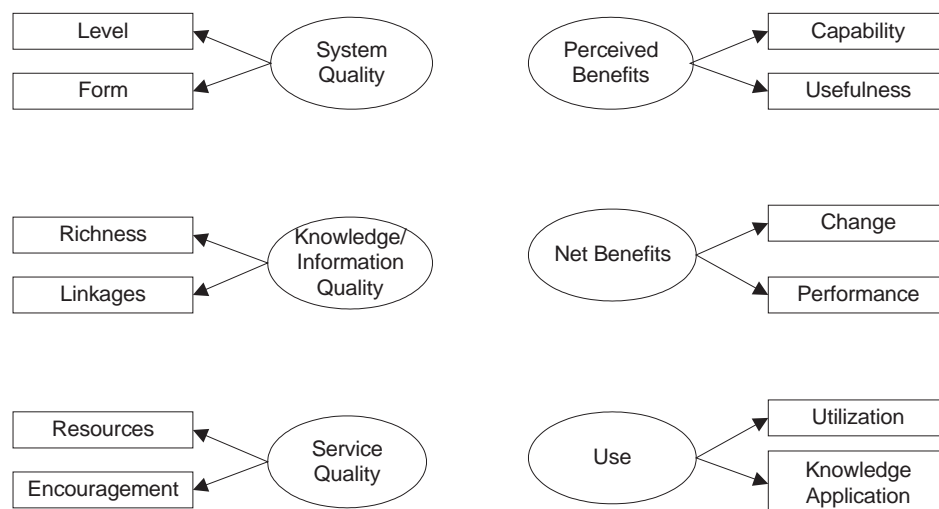 Level
Form
System
Quality
Perceived
Benefits
Capability
Usefulness
Richness
Linkages
Knowledge/
Information
Quality
Net Benefits
Change
Performance
Resources
Encouragement
Service
Quality
Use
Utilization
Knowledge
Application